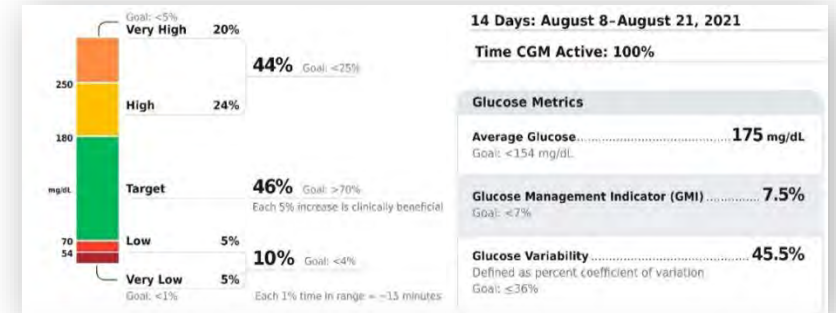 Goal: <5%
Very High 20%
44% Goal: <25%
250
High 24%
180
mg/dL
Target 46% Goal: >70%
Each 5% increase is clinically beneficial
70
Low 5%
54
10% Goal: <4%
Very Low 5%
Goal: <1%
Each 1% time in range = ~15 minutes
14 Days: August 8–August 21, 2021
Time CGM Active: 100%
Glucose Metrics
Average Glucose 175 mg/dL
Goal: <154 mg/dL
Glucose Management Indicator (GMI) 7.5%
Goal: <7%
Glucose Variability 45.5%
Defined as percent coefficient of variation
Goal: ≤36%